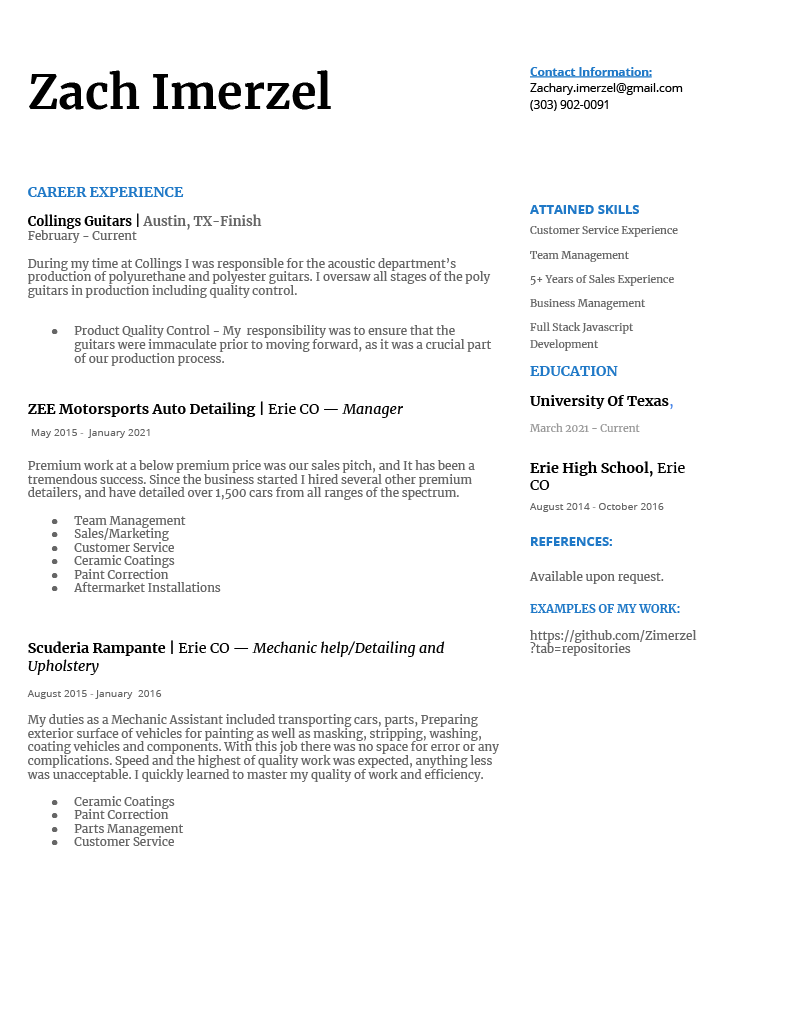 Zach Imerzel
Contact Information:
Zachary.imerzel@gmail.com
(303) 902-0091
CAREER EXPERIENCE
Collings Guitars | Austin, TX-Finish
February - Current
During my time at Collings I was responsible for the acoustic department’s
production of polyurethane and polyester guitars. I oversaw all stages of the poly
guitars in production including quality control.
● Product Quality Control - My  responsibility was to ensure that the
guitars were immaculate prior to moving forward, as it was a crucial part
of our production process.
ZEE Motorsports Auto Detailing | Erie CO — Manager
May 2015 -  January 2021
Premium work at a below premium price was our sales pitch, and It has been a
tremendous success. Since the business started I hired several other premium
detailers, and have detailed over 1,500 cars from all ranges of the spectrum.
● Team Management
● Sales/Marketing
● Customer Service
● Ceramic Coatings
● Paint Correction
● Aftermarket Installations
Scuderia Rampante | Erie CO — Mechanic help/Detailing and
Upholstery
August 2015 - January  2016
My duties as a Mechanic Assistant included transporting cars, parts, Preparing
exterior surface of vehicles for painting as well as masking, stripping, washing,
coating vehicles and components. With this job there was no space for error or any
complications. Speed and the highest of quality work was expected, anything less
was unacceptable. I quickly learned to master my quality of work and efficiency.
● Ceramic Coatings
● Paint Correction
● Parts Management
● Customer Service
ATTAINED SKILLS
Customer Service Experience
Team Management
5+ Years of Sales Experience
Business Management
Full Stack Javascript
Development
EDUCATION
University Of Texas,
March 2021 - Current
Erie High School, Erie
CO
August 2014 - October 2016
REFERENCES:
Available upon request.
EXAMPLES OF MY WORK:
https://github.com/Zimerzel
?tab=repositories